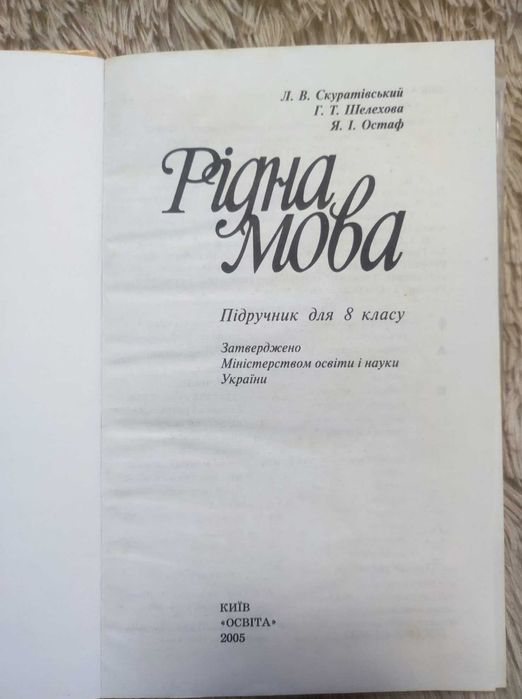 Л. В. Скуратівський
Г. Т. Шелехова
Я. І. Остаф
Рідна
мова
Підручник для 8 класу
Затверджено
Міністерством освіти і науки
України
КИЇВ
«ОСВІТА»
2005